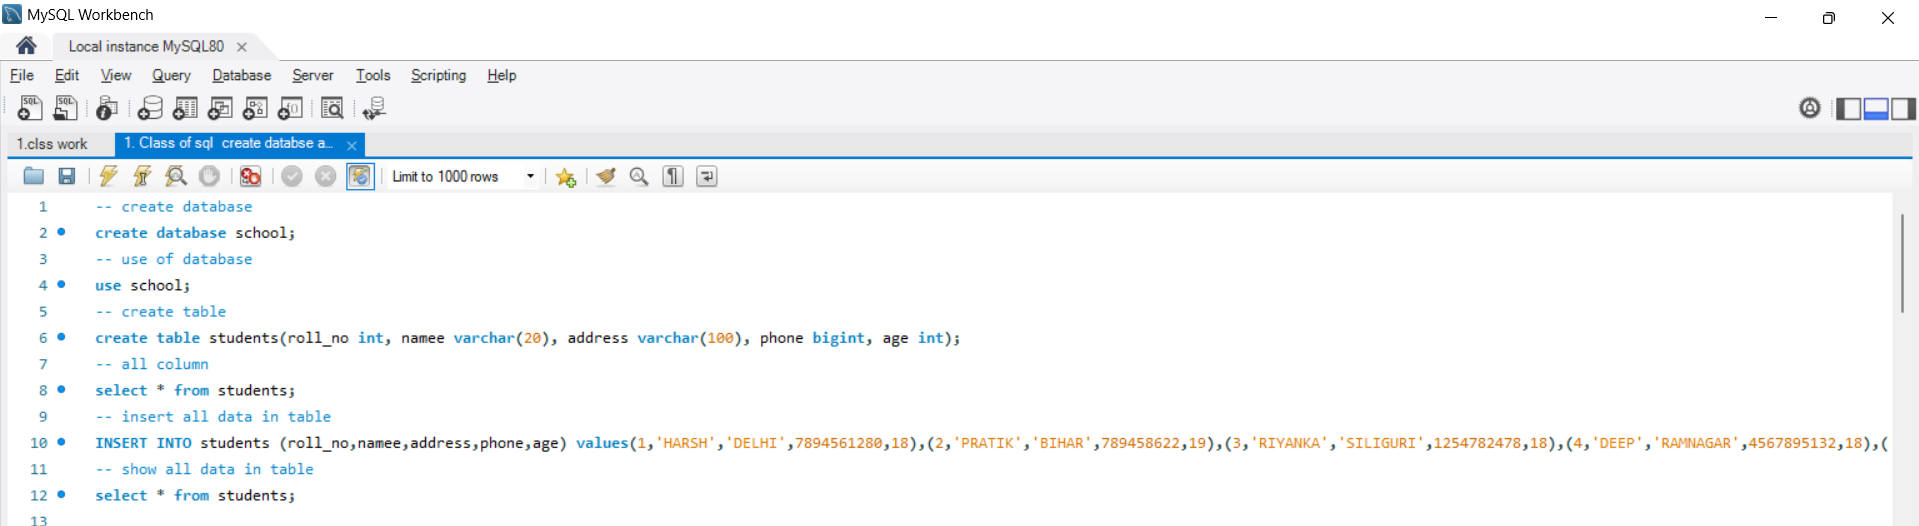 MySQL Workbench
Local instance MySQL80
File Edit View Query Database Server Tools Scripting Help
1.clss work 1. Class of sql create databse a...
Limit to 1000 rows
1 -- create database
2 create database school;
3 -- use of database
4 use school;
5 -- create table
6 create table students(roll_no int, namee varchar(20), address varchar(100), phone bigint, age int);
7 -- all column
8 select * from students;
9 -- insert all data in table
10 INSERT INTO students (roll_no,namee,address,phone,age) values(1,'HARSH','DELHI',7894561280,18),(2,'PRATIK','BIHAR',789458622,19),(3,'RIYANKA','SILIGURI',1254782478,18),(4,'DEEP','RAMNAGAR',4567895132,18),(
11 -- show all data in table
12 select * from students;
13